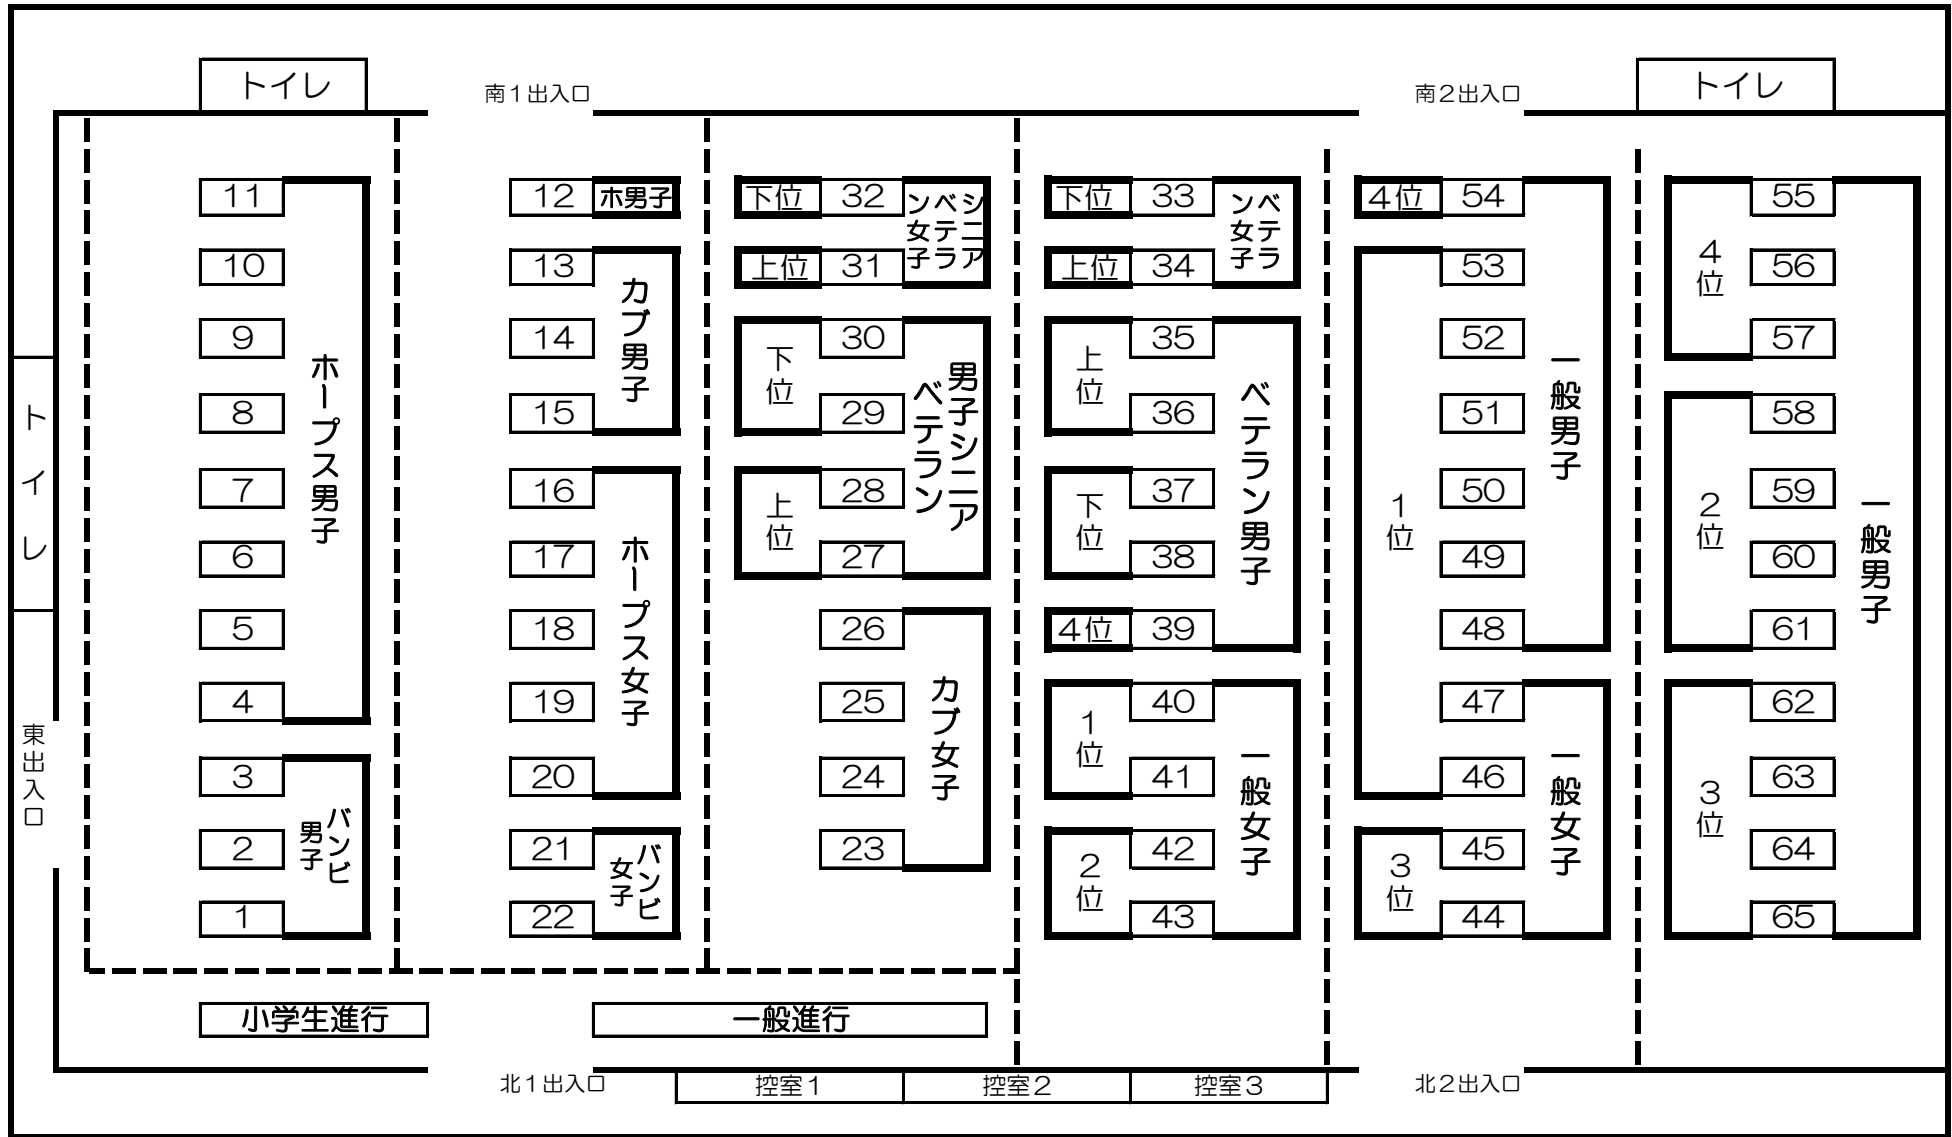 トイレ
南１出入口
南２出入口
トイレ
11
12
ホ男子
下位
32
シニア
ベテラ
ン女子
下位
33
ベテラ
ン女子
４位
54
55
10
13
上位
31
上位
34
53
４位
56
9
14
カブ男子
下位
30
男子シニア
ベテラン
上位
35
52
57
トイレ
8
15
29
36
ベテラン男子
51
一般男子
58
ホープス男子
7
16
上位
28
下位
37
１位
50
２位
59
一般男子
6
17
ホープス女子
27
38
49
60
5
18
26
４位
39
48
61
4
19
25
カブ女子
１位
40
47
62
東出入口
3
20
24
41
一般女子
46
一般女子
３位
63
バンビ
男子
2
21
バンビ
女子
23
２位
42
３位
45
64
1
22
43
44
65
小学生進行
一般進行
北１出入口
控室１
控室２
控室３
北２出入口